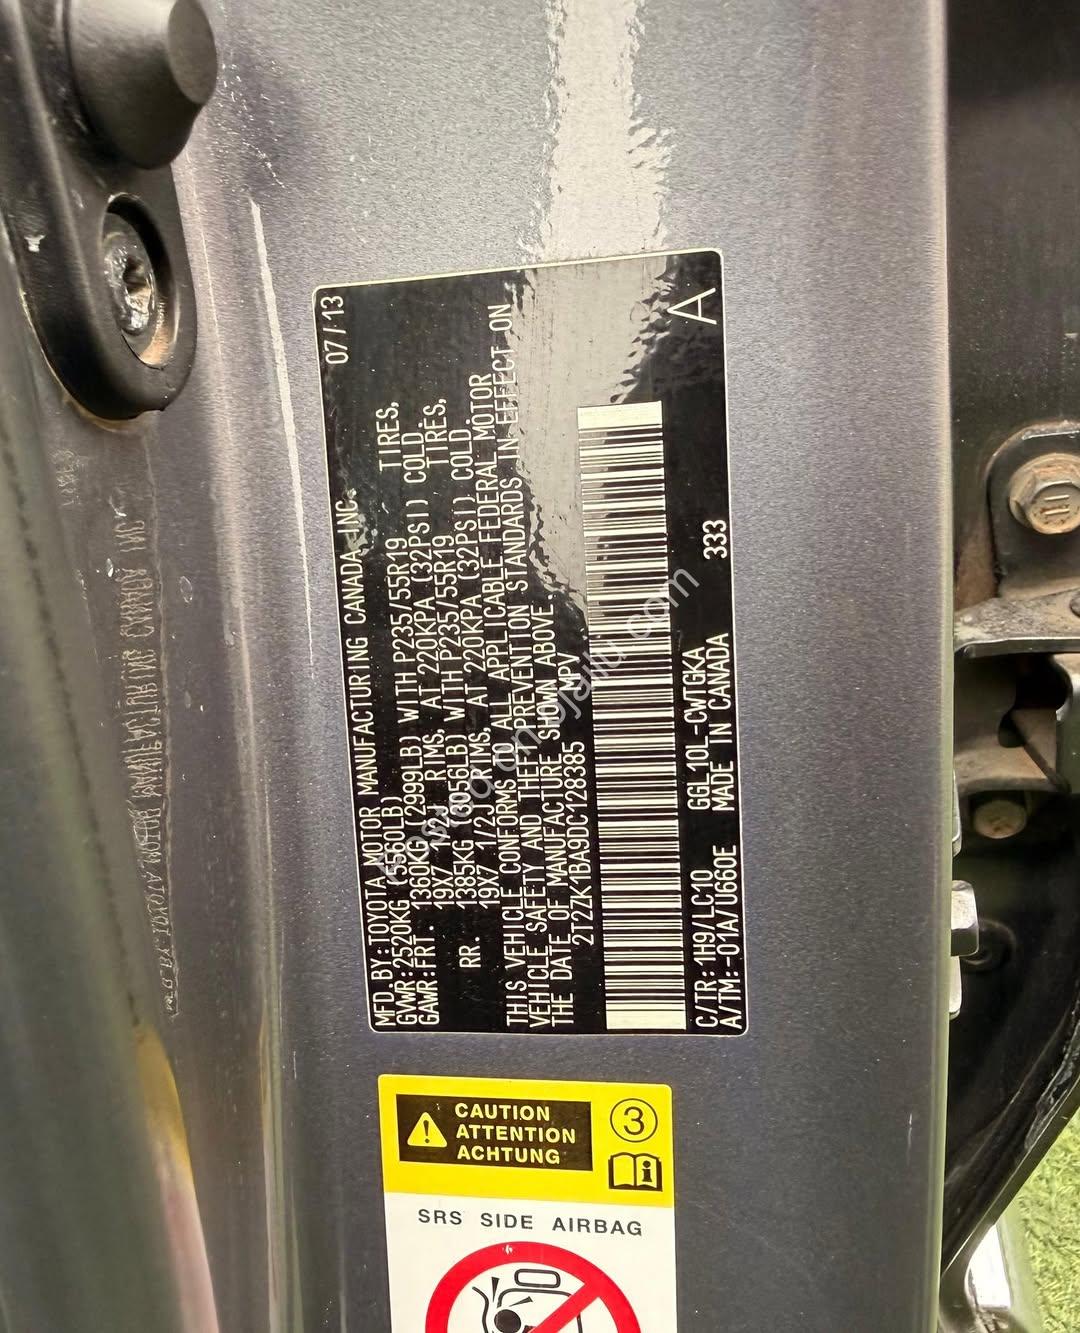 07/13
MFD.BY:TOYOTA MOTOR MANUFACTURING CANADA INC.
GVWR:2520KG (5560LB)
GAWR:FRT. 1360KG (2999LB) WITH P235/55R19 TIRES,
19X7 1/2J RIMS, AT 220KPA (32PSI) COLD.
RR. 1385KG (3056LB) WITH P235/55R19 TIRES,
19X7 1/2J RIMS, AT 220KPA (32PSI) COLD.
THIS VEHICLE CONFORMS TO ALL APPLICABLE FEDERAL MOTOR
VEHICLE SAFETY AND THEFT PREVENTION STANDARDS IN EFFECT ON
THE DATE OF MANUFACTURE SHOWN ABOVE.
2T2ZK1BA9DC128385 MPV
C/TR:1H9/LC10 GGL10L-CWTGKA 333
A/TM:-01A/U660E MADE IN CANADA
A
CAUTION
ATTENTION
ACHTUNG
3
i
SRS SIDE AIRBAG